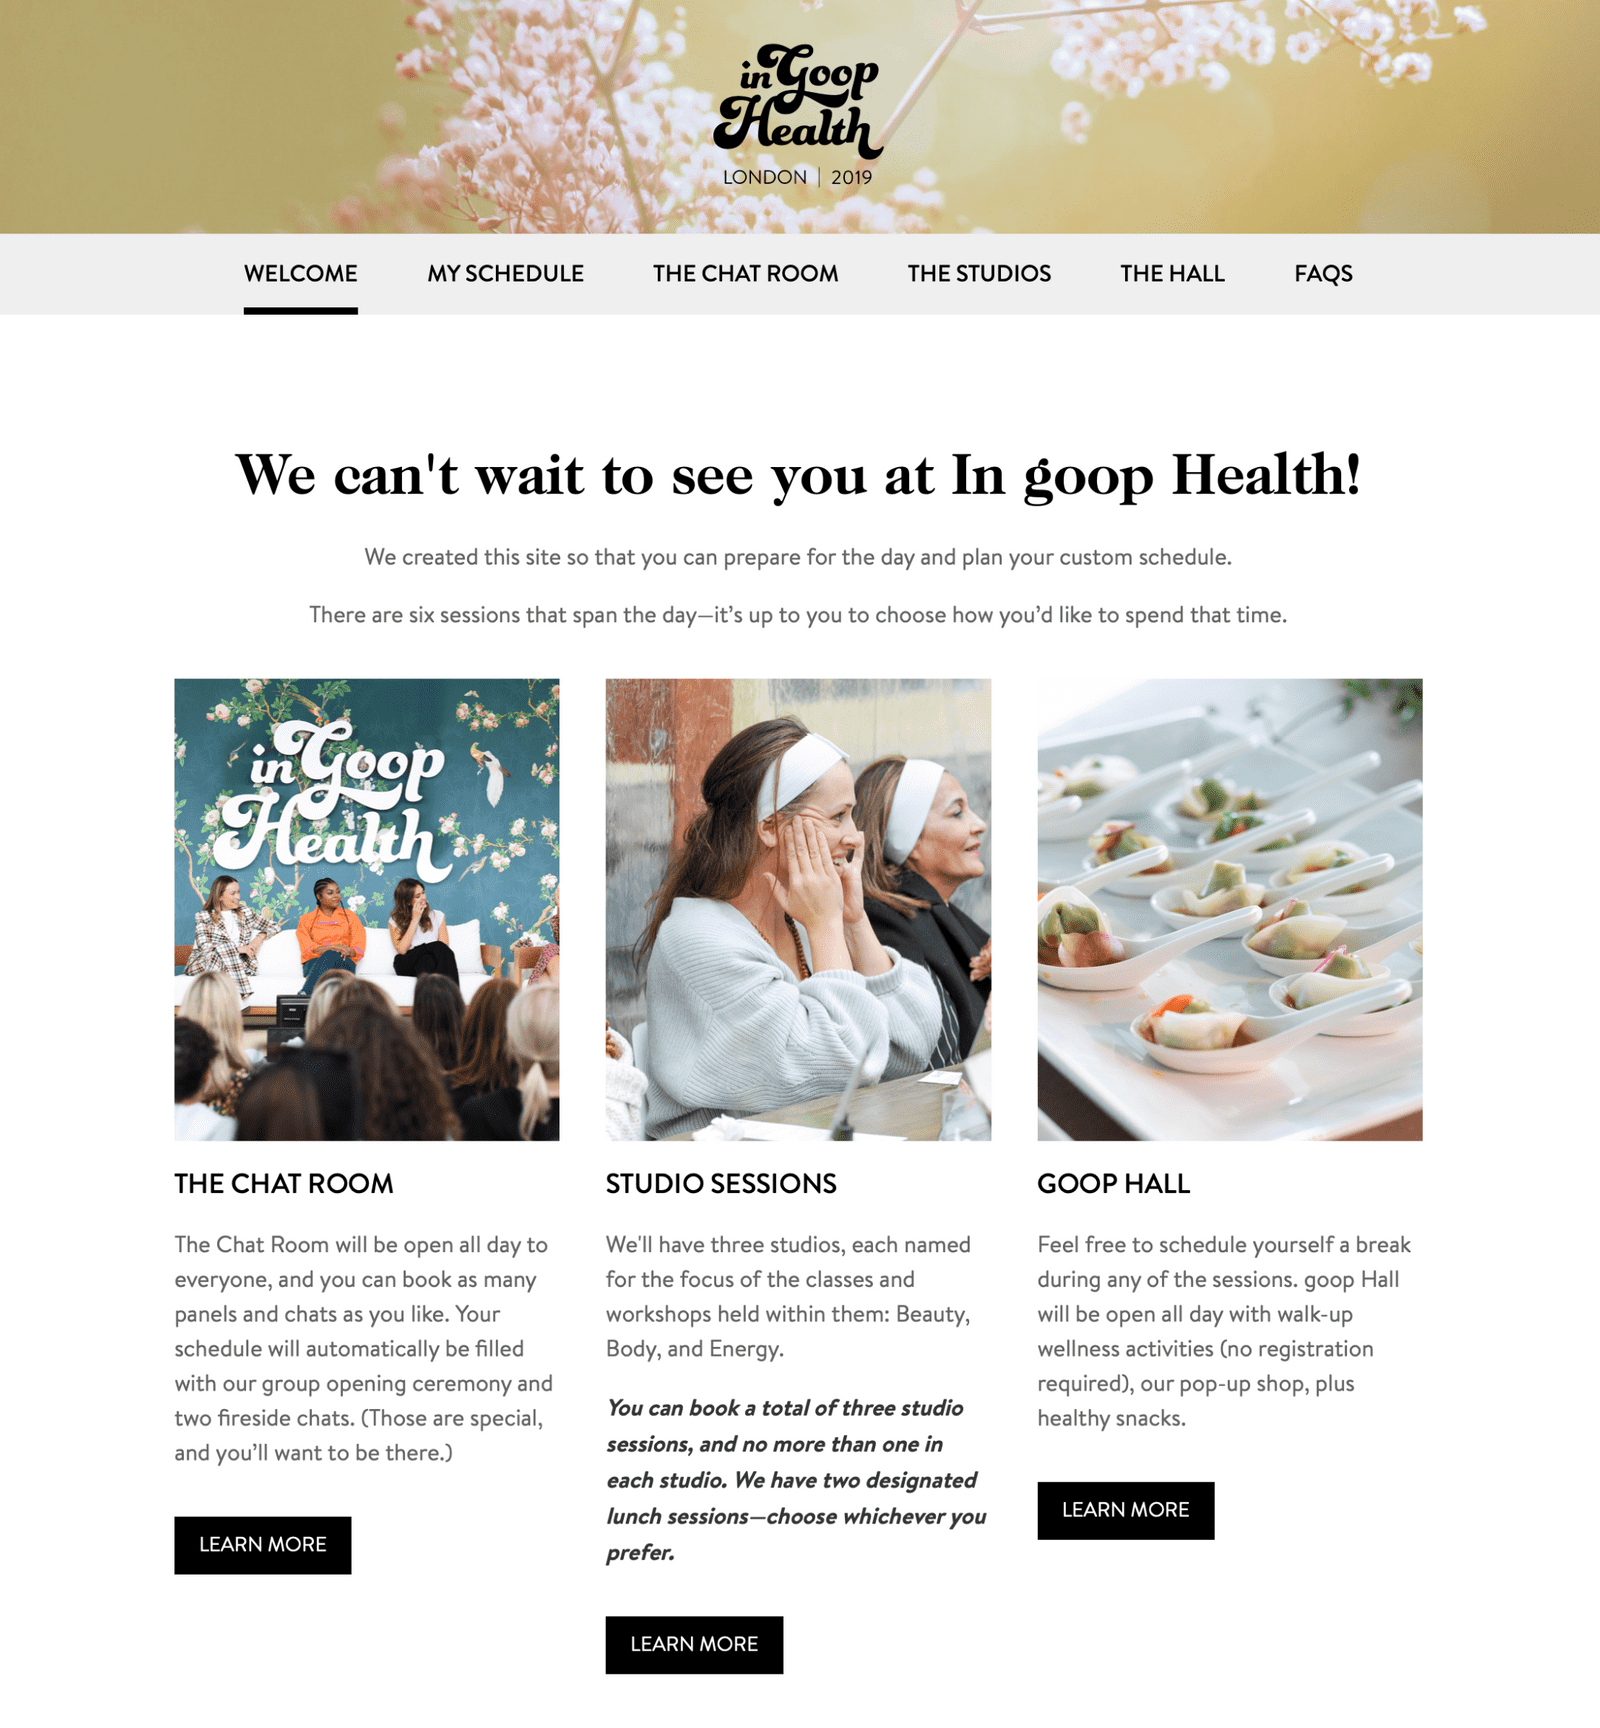 in Goop
Health
LONDON | 2019
WELCOME
MY SCHEDULE
THE CHAT ROOM
THE STUDIOS
THE HALL
FAQS
We can't wait to see you at In goop Health!
We created this site so that you can prepare for the day and plan your custom schedule.
There are six sessions that span the day—it’s up to you to choose how you’d like to spend that time.
in Goop
Health
THE CHAT ROOM
The Chat Room will be open all day to
everyone, and you can book as many
panels and chats as you like. Your
schedule will automatically be filled
with our group opening ceremony and
two fireside chats. (Those are special,
and you’ll want to be there.)
LEARN MORE
STUDIO SESSIONS
We'll have three studios, each named
for the focus of the classes and
workshops held within them: Beauty,
Body, and Energy.
You can book a total of three studio
sessions, and no more than one in
each studio. We have two designated
lunch sessions—choose whichever you
prefer.
LEARN MORE
GOOP HALL
Feel free to schedule yourself a break
during any of the sessions. goop Hall
will be open all day with walk-up
wellness activities (no registration
required), our pop-up shop, plus
healthy snacks.
LEARN MORE